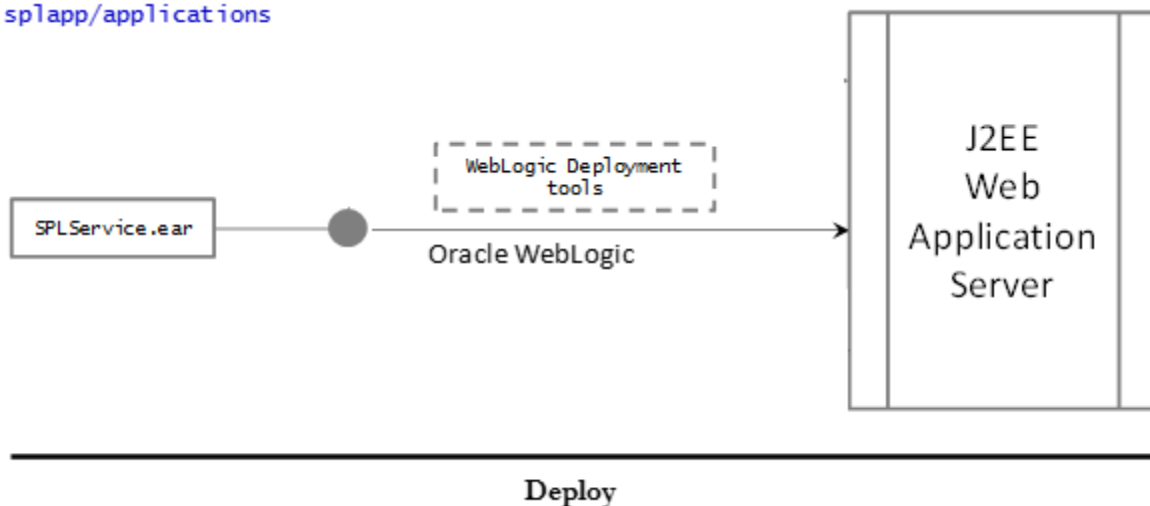 splapp/applications
WebLogic Deployment
tools
SPLService.ear
Oracle WebLogic
J2EE
Web
Application
Server
Deploy